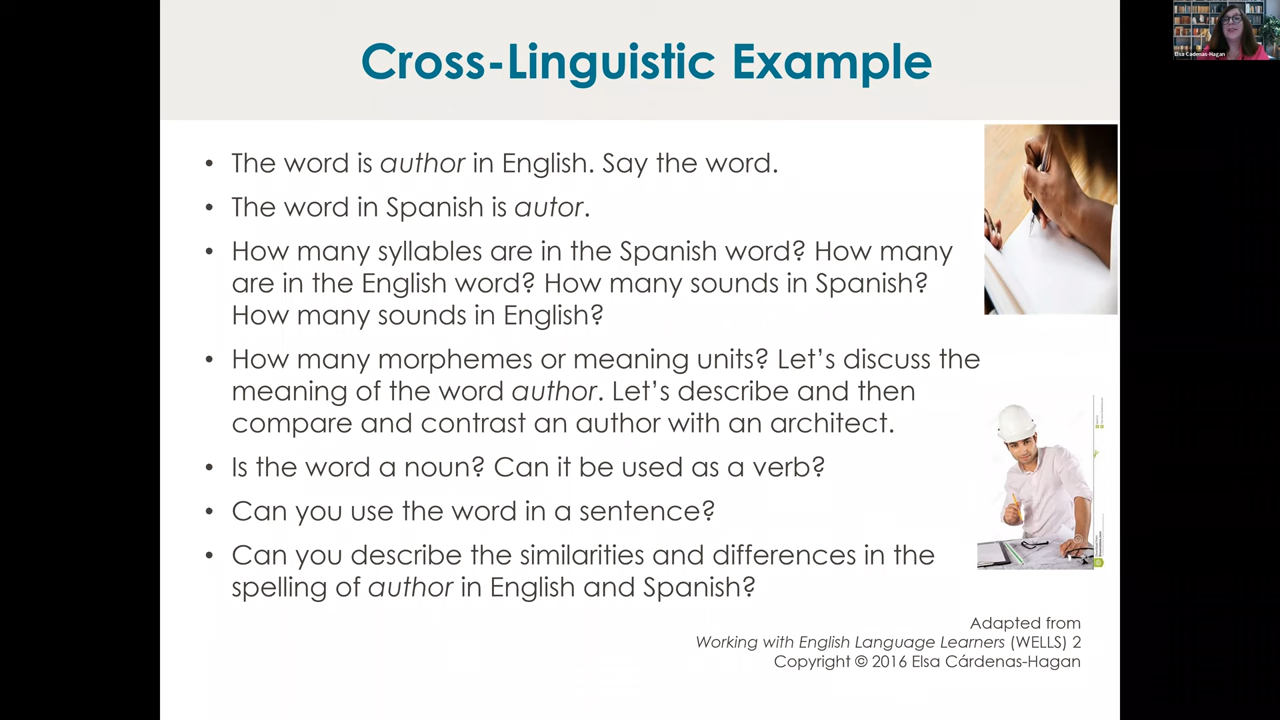 Cross-Linguistic Example
Elsa Cárdenas-Hagan
• The word is author in English. Say the word.
• The word in Spanish is autor.
• How many syllables are in the Spanish word? How many
are in the English word? How many sounds in Spanish?
How many sounds in English?
• How many morphemes or meaning units? Let’s discuss the
meaning of the word author. Let’s describe and then
compare and contrast an author with an architect.
• Is the word a noun? Can it be used as a verb?
• Can you use the word in a sentence?
• Can you describe the similarities and differences in the
spelling of author in English and Spanish?
Adapted from
Working with English Language Learners (WELLS) 2
Copyright © 2016 Elsa Cárdenas-Hagan